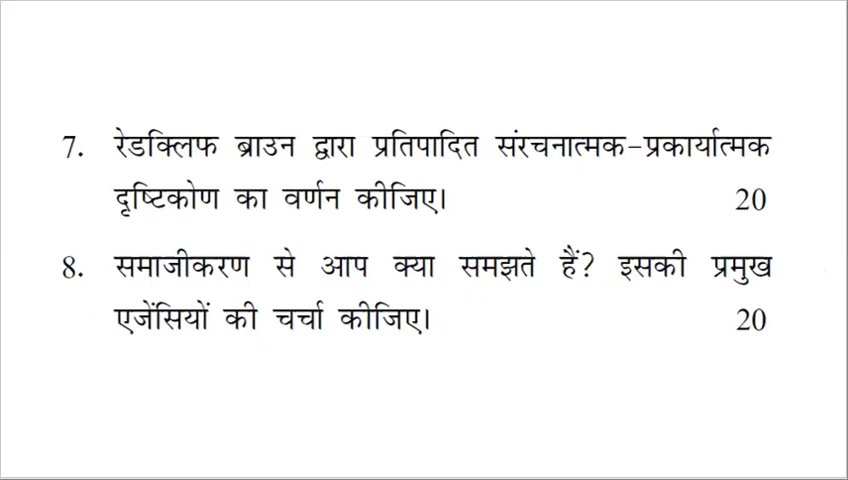 7. रेडक्लिफ ब्राउन द्वारा प्रतिपादित संरचनात्मक-प्रकार्यात्मक
दृष्टिकोण का वर्णन कीजिए। 20
8. समाजीकरण से आप क्या समझते हैं? इसकी प्रमुख
एजेंसियों की चर्चा कीजिए। 20